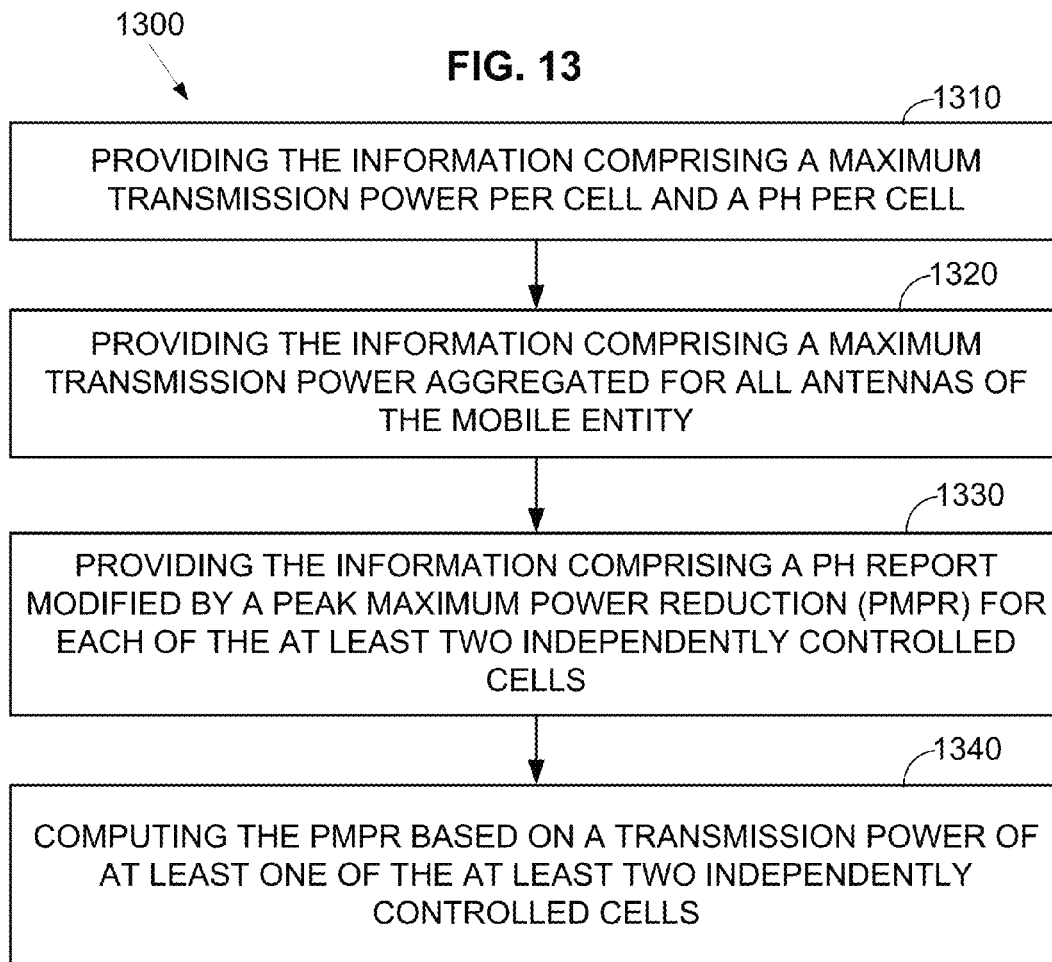 1300
FIG. 13
1310
PROVIDING THE INFORMATION COMPRISING A MAXIMUM
TRANSMISSION POWER PER CELL AND A PH PER CELL
1320
PROVIDING THE INFORMATION COMPRISING A MAXIMUM
TRANSMISSION POWER AGGREGATED FOR ALL ANTENNAS OF
THE MOBILE ENTITY
1330
PROVIDING THE INFORMATION COMPRISING A PH REPORT
MODIFIED BY A PEAK MAXIMUM POWER REDUCTION (PMPR) FOR
EACH OF THE AT LEAST TWO INDEPENDENTLY CONTROLLED
CELLS
1340
COMPUTING THE PMPR BASED ON A TRANSMISSION POWER OF
AT LEAST ONE OF THE AT LEAST TWO INDEPENDENTLY
CONTROLLED CELLS